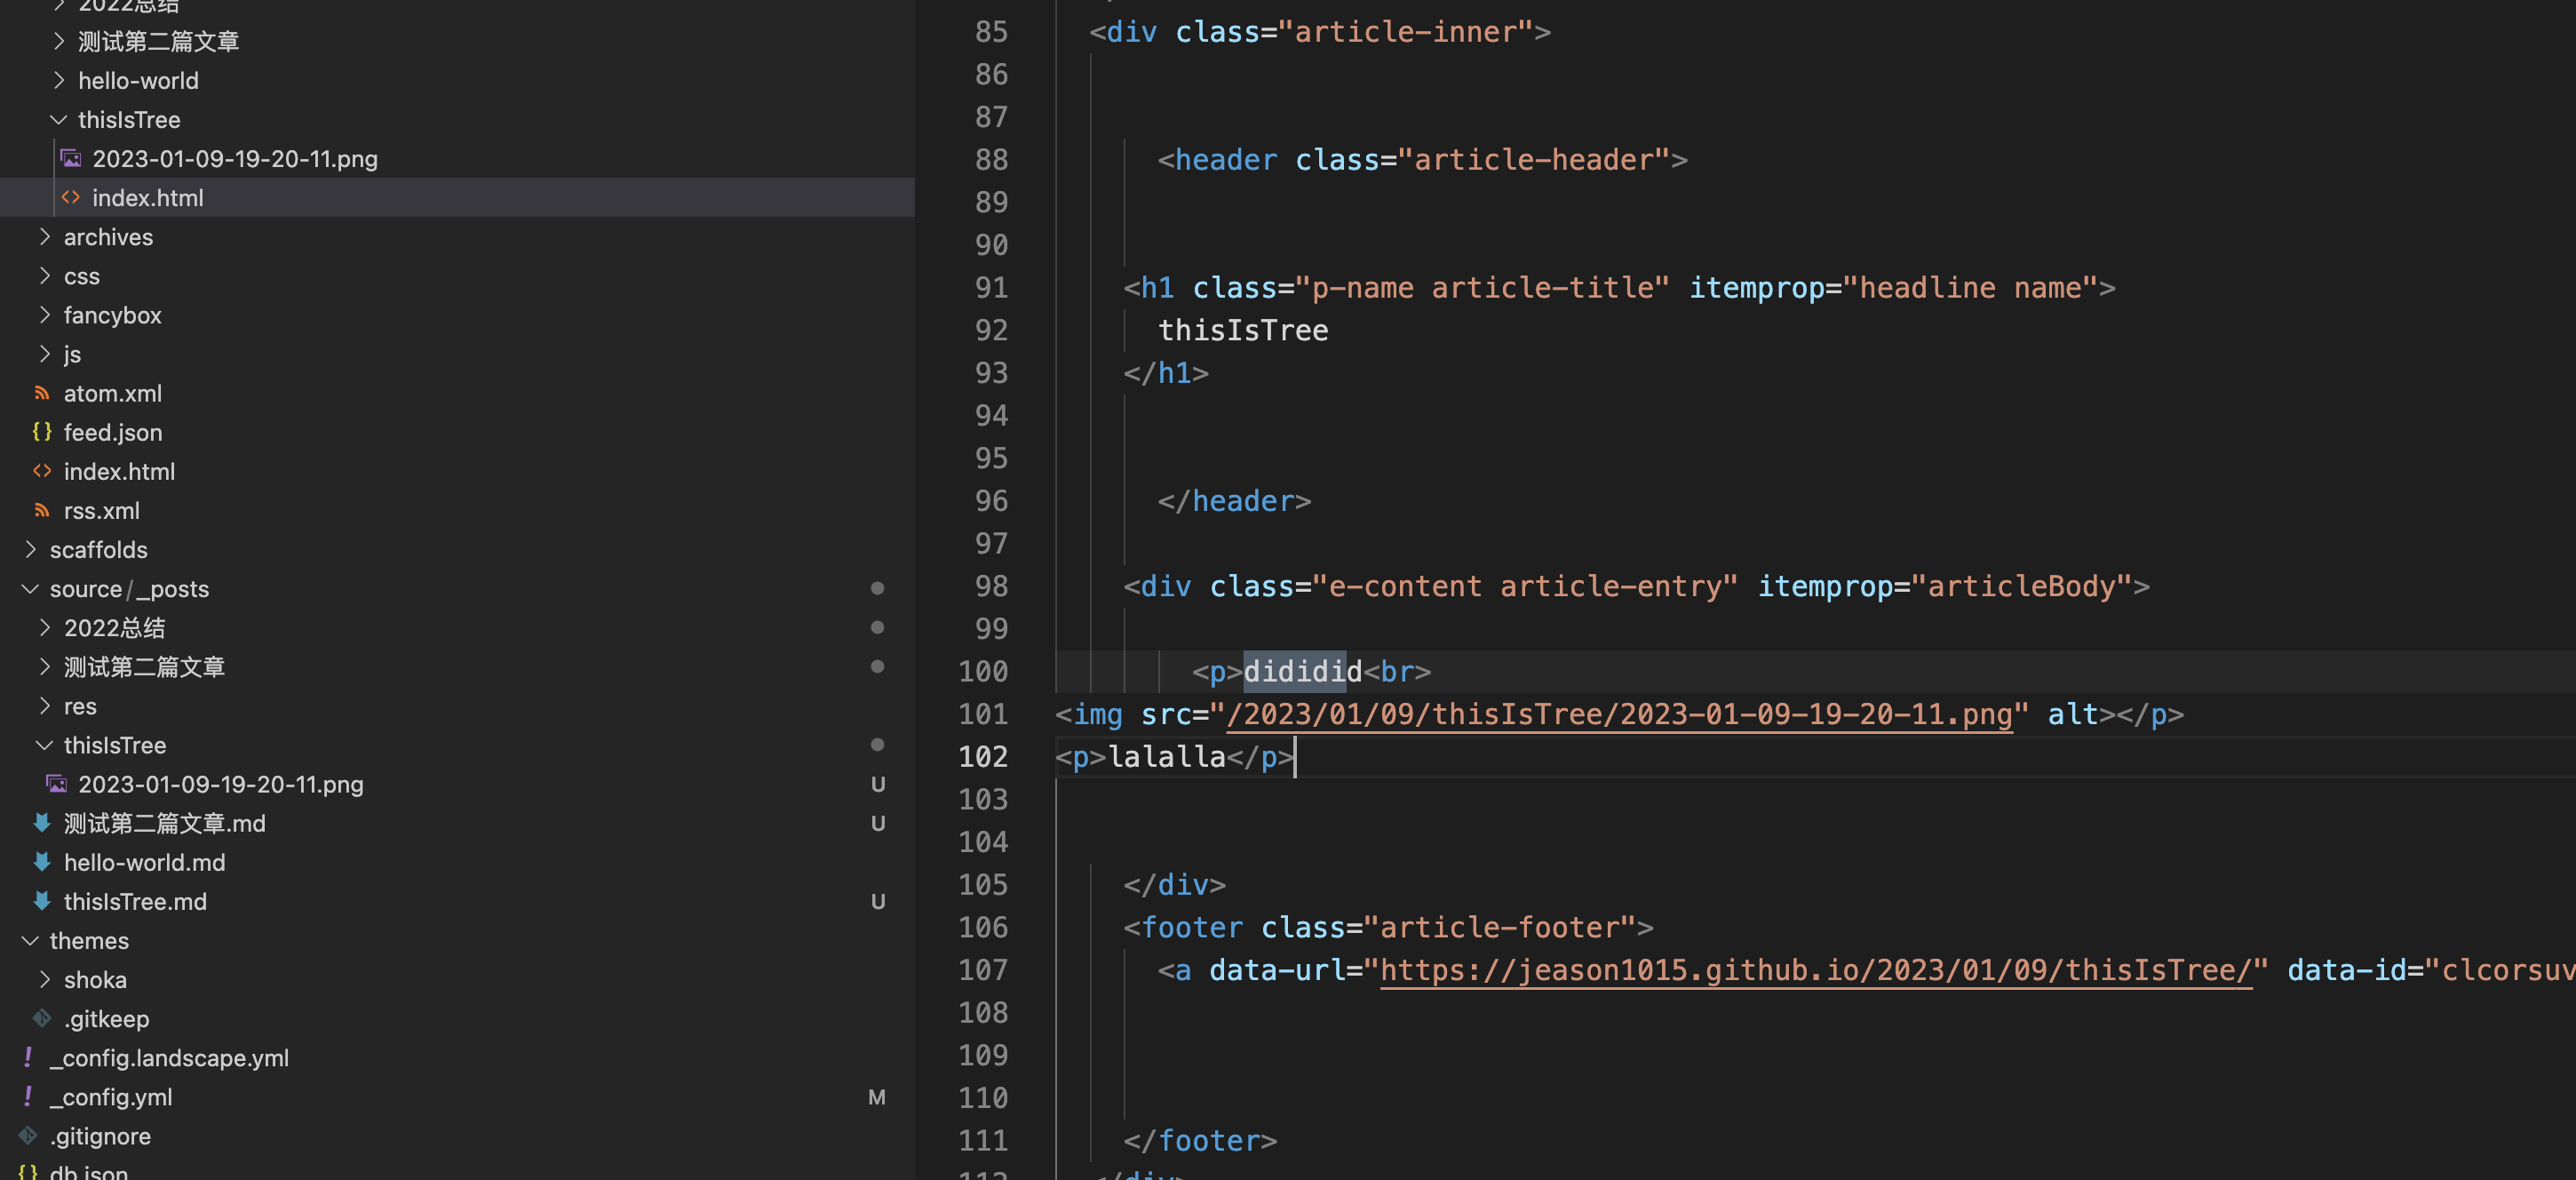 2022总结
测试第二篇文章
hello-world
thisIsTree
2023-01-09-19-20-11.png
index.html
archives
css
fancybox
js
atom.xml
feed.json
index.html
rss.xml
scaffolds
source/_posts
2022总结
测试第二篇文章
res
thisIsTree
2023-01-09-19-20-11.png U
测试第二篇文章.md U
hello-world.md
thisIsTree.md U
themes
shoka
.gitkeep
_config.landscape.yml
_config.yml M
.gitignore
db.json
85 <div class="article-inner">
86
87
88 <header class="article-header">
89
90
91 <h1 class="p-name article-title" itemprop="headline name">
92 thisIsTree
93 </h1>
94
95
96 </header>
97
98 <div class="e-content article-entry" itemprop="articleBody">
99
100 <p>dididid<br>
101 <img src="/2023/01/09/thisIsTree/2023-01-09-19-20-11.png" alt></p>
102 <p>lalalla</p>
103
104
105 </div>
106 <footer class="article-footer">
107 <a data-url="https://jeason1015.github.io/2023/01/09/thisIsTree/" data-id="clcorsuv
108
109
110
111 </footer>
112 </div>